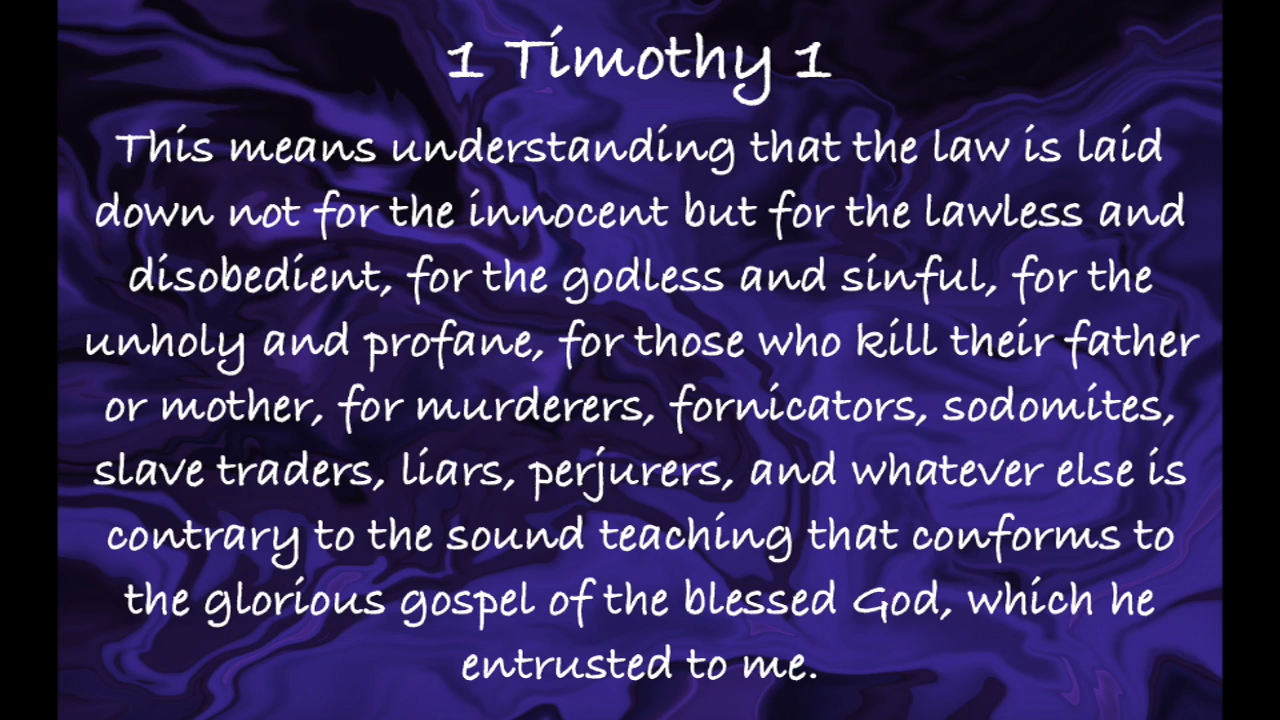 1 Timothy 1
This means understanding that the law is laid
down not for the innocent but for the lawless and
disobedient, for the godless and sinful, for the
unholy and profane, for those who kill their father
or mother, for murderers, fornicators, sodomites,
slave traders, liars, perjurers, and whatever else is
contrary to the sound teaching that conforms to
the glorious gospel of the blessed God, which he
entrusted to me.